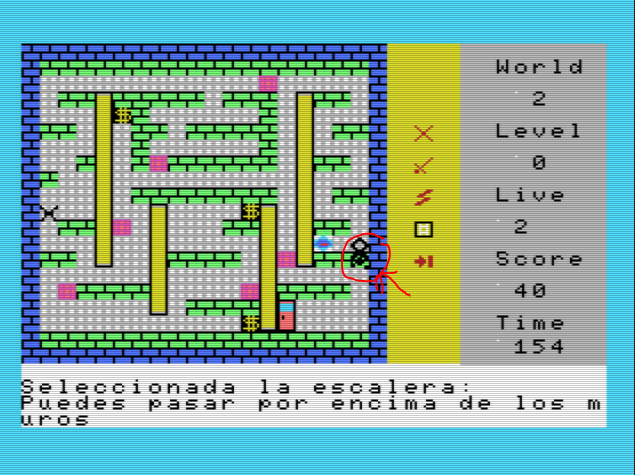 World
2
Level
0
Live
2
Score
40
Time
154
Seleccionada la escalera:
Puedes pasar por encima de los m
uros